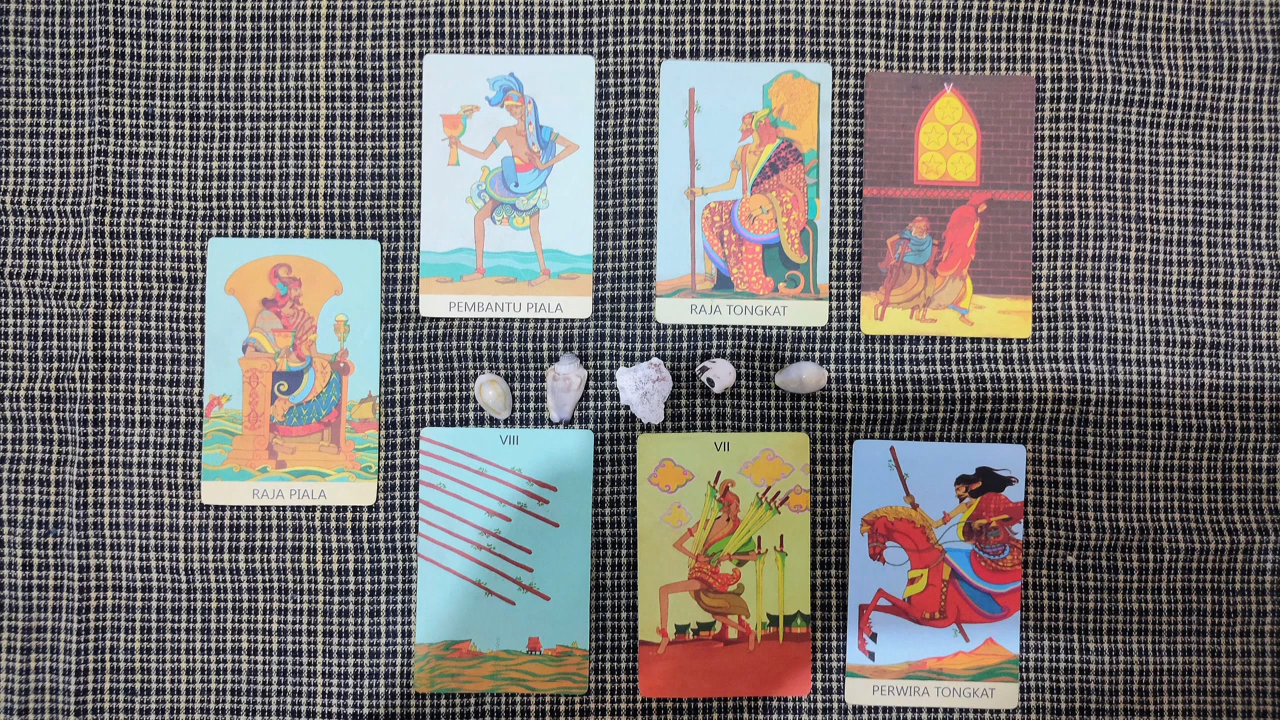 PEMBANTU PIALA
RAJA TONGKAT
RAJA PIALA
VIII
VII
PERWIRA TONGKAT